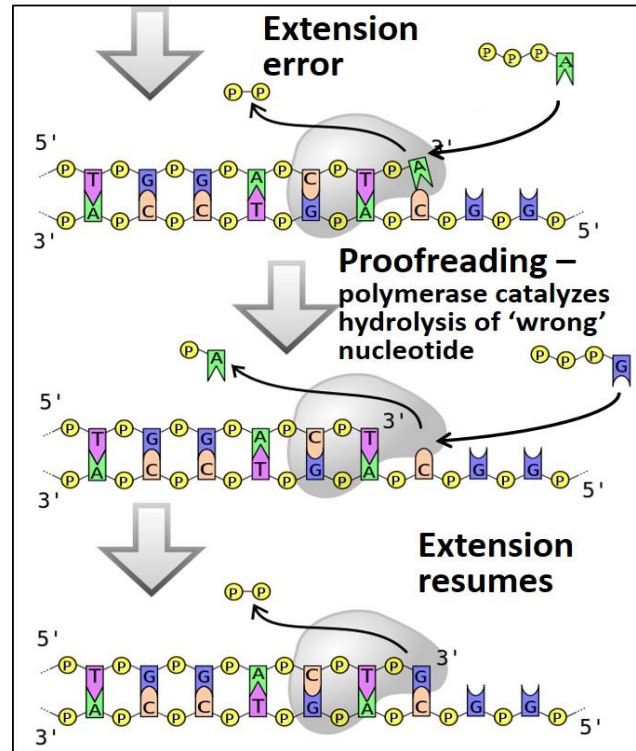 Extension
error
P P P A
P P
5' 3'
P T P G P G P A P C P T P A
P A P C P C P T P G P A P C P G P G P
3' 5'
Proofreading –
polymerase catalyzes
hydrolysis of ‘wrong’
nucleotide
P A
P P P G
5' 3'
P T P G P G P A P C P T
P A P C P C P T P G P A P C P G P G P
3' 5'
Extension
resumes
P P
5' 3'
P T P G P G P A P C P T P G
P A P C P C P T P G P A P C P G P G P
3' 5'